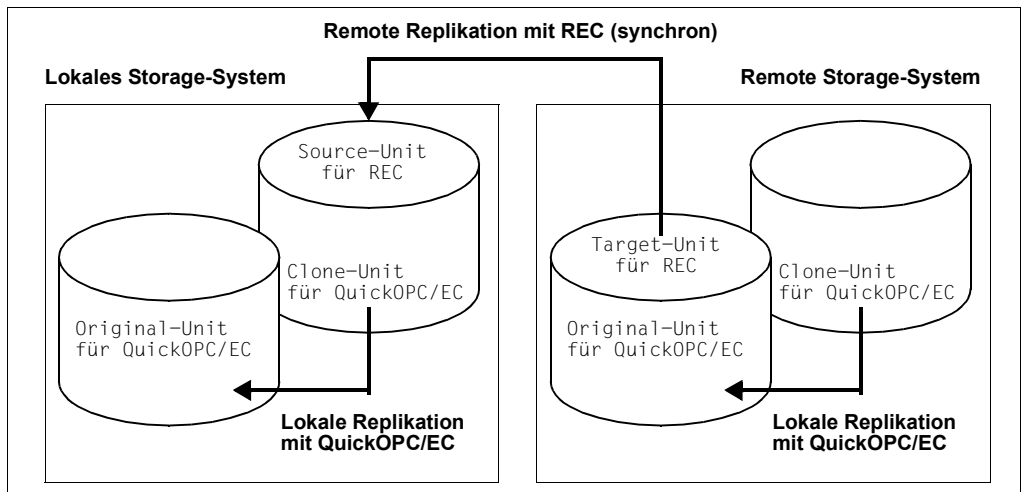 Remote Replikation mit REC (synchron)
Lokales Storage-System
Remote Storage-System
Source-Unit
für REC
Clone-Unit
für QuickOPC/EC
Original-Unit
für QuickOPC/EC
Lokale Replikation
mit QuickOPC/EC
Target-Unit
für REC
Clone-Unit
für QuickOPC/EC
Original-Unit
für QuickOPC/EC
Lokale Replikation
mit QuickOPC/EC